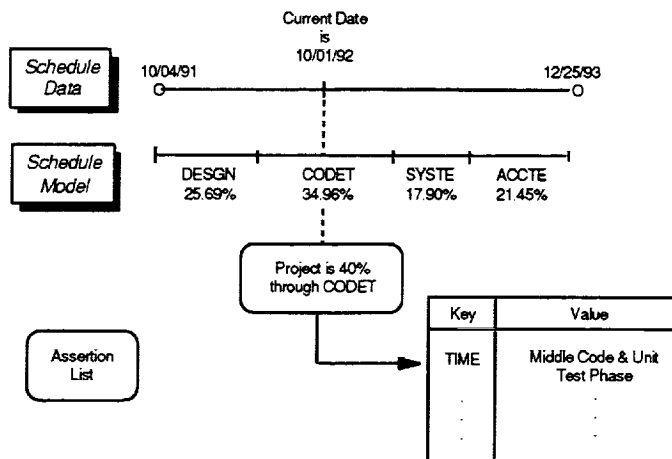 Current Date
is
10/01/92
Schedule
Data
10/04/91
12/25/93
Schedule
Model
DESGN
25.69%
CODET
34.96%
SYSTE
17.90%
ACCTE
21.45%
Project is 40%
through CODET
Assertion
List
Key
Value
TIME
Middle Code & Unit
Test Phase